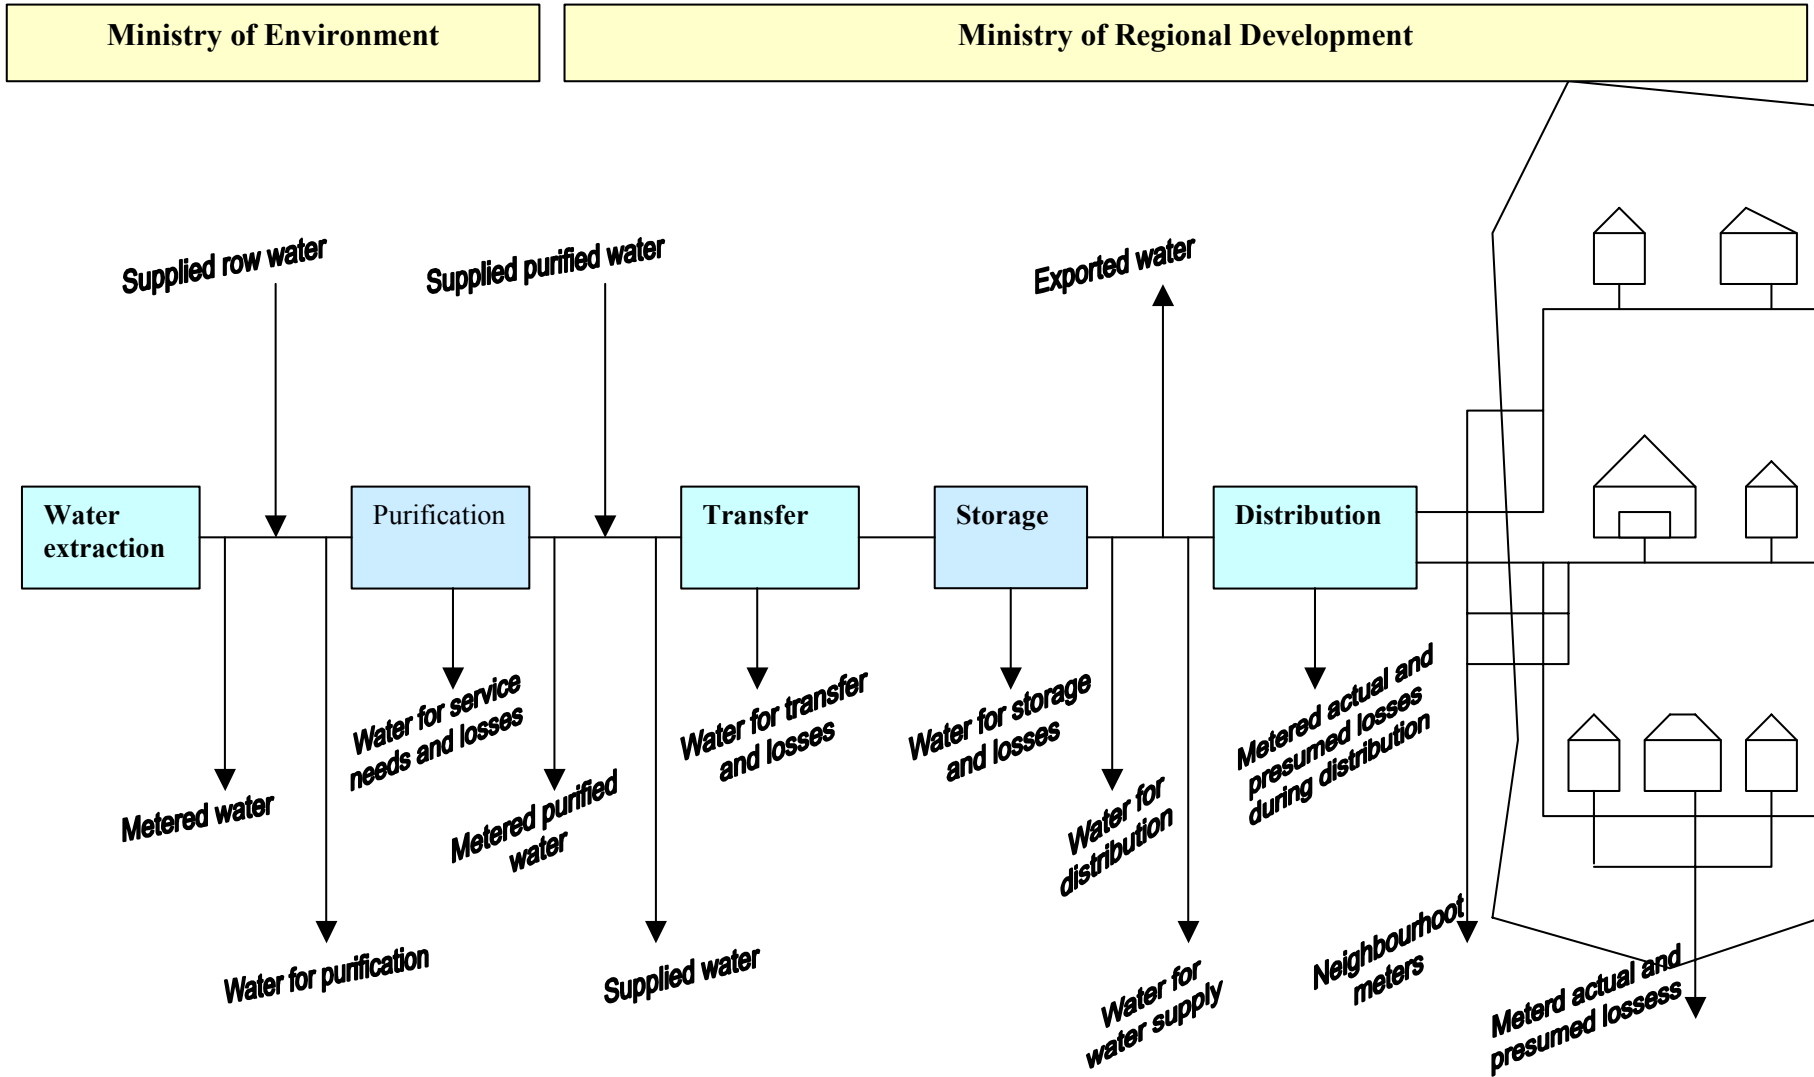 Ministry of Environment
Ministry of Regional Development
Supplied row water
Supplied purified water
Exported water
Water
extraction
Purification
Transfer
Storage
Distribution
Water for service
needs and losses
Water for transfer
and losses
Water for storage
and losses
Metered actual and
presumed losses
during distribution
Metered water
Metered purified
water
Water for
distribution
Water for purification
Supplied water
Water for
water supply
Neighbourhoot
meters
Meterd actual and
presumed lossess